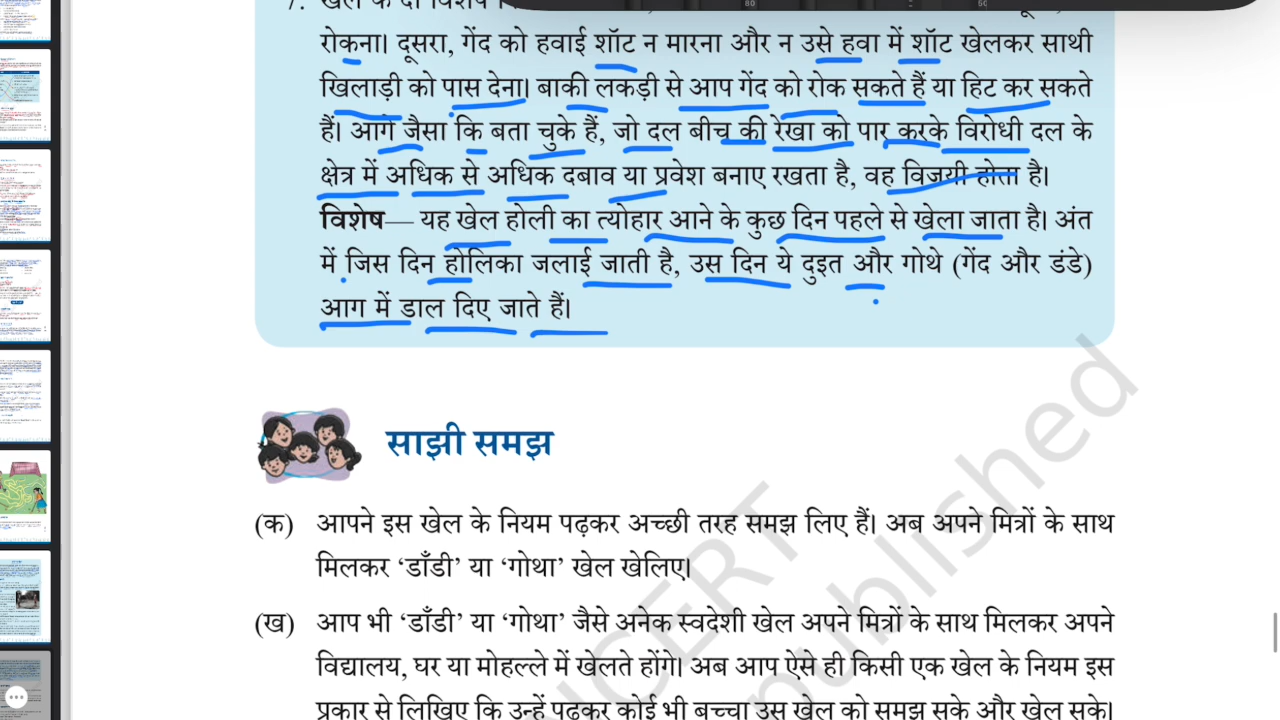 7. खेल के दो विशेष
रोकना। दूसरा, गेंद को हवाई शॉट न मारना और न उसे हवा में शॉट खेलकर साथी
खिलाड़ी को पास देना। बाकी लकड़ी से आप गेंद को रोक सकते हैं या हिट कर सकते
हैं। आगे जैसा कि बता चुके हैं, जो दल बीच की रेखा को पार करके विरोधी दल के
क्षेत्र में अधिक से अधिक दबाव या प्रवेश बनाए रखता है, वह विजयी होता है।
विशेष— यह खेल होली का त्योहार आने के कुछ दिन पहले से खेला जाता है। अंत
में जिस दिन होलिका जलाई जाती है, उस दिन ये दुइत और गोथे (गेंद और डंडे)
आग में डाल दिए जाते हैं।
साझी समझ
(क) आपने इस खेल के नियम पढ़कर अच्छी तरह समझ लिए हैं। अब अपने मित्रों के साथ
मिलकर ‘डाँडी’ या ‘गोथा’ खेल खेलिए।
(ख) आप भी ‘डाँडी’ या ‘गोथा’ जैसे अनेक स्वदेशी खेल अपने मित्रों के साथ मिलकर अपने
विद्यालय, घर या मोहल्ले में खेलते होंगे। अब आप ऐसे ही किसी एक खेल के नियम इस
प्रकार से लिखिए कि उन्हें पढ़कर कोई भी बच्चा उस खेल को समझ सके और खेल सके।
NCERT
published